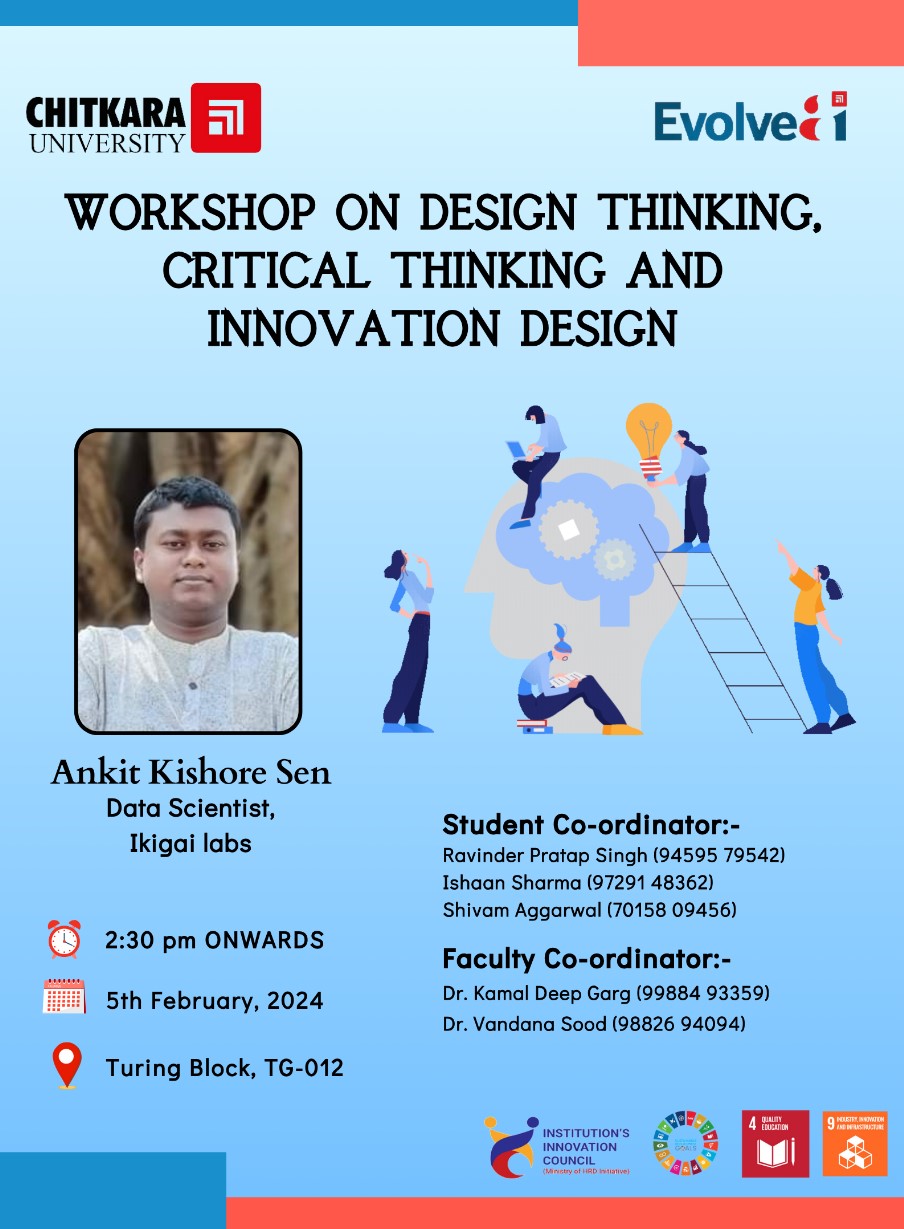 CHITKARA
UNIVERSITY
Evolve
WORKSHOP ON DESIGN THINKING,
CRITICAL THINKING AND
INNOVATION DESIGN
Ankit Kishore Sen
Data Scientist,
Ikigai labs
2:30 pm ONWARDS
5th February, 2024
Turing Block, TG-012
Student Co-ordinator:-
Ravinder Pratap Singh (94595 79542)
Ishaan Sharma (97291 48362)
Shivam Aggarwal (70158 09456)
Faculty Co-ordinator:-
Dr. Kamal Deep Garg (99884 93359)
Dr. Vandana Sood (98826 94094)
INSTITUTION'S
INNOVATION
COUNCIL
(Ministry of HRD Initiative)
GOALS
4 QUALITY
EDUCATION
9 INDUSTRY, INNOVATION
AND INFRASTRUCTURE